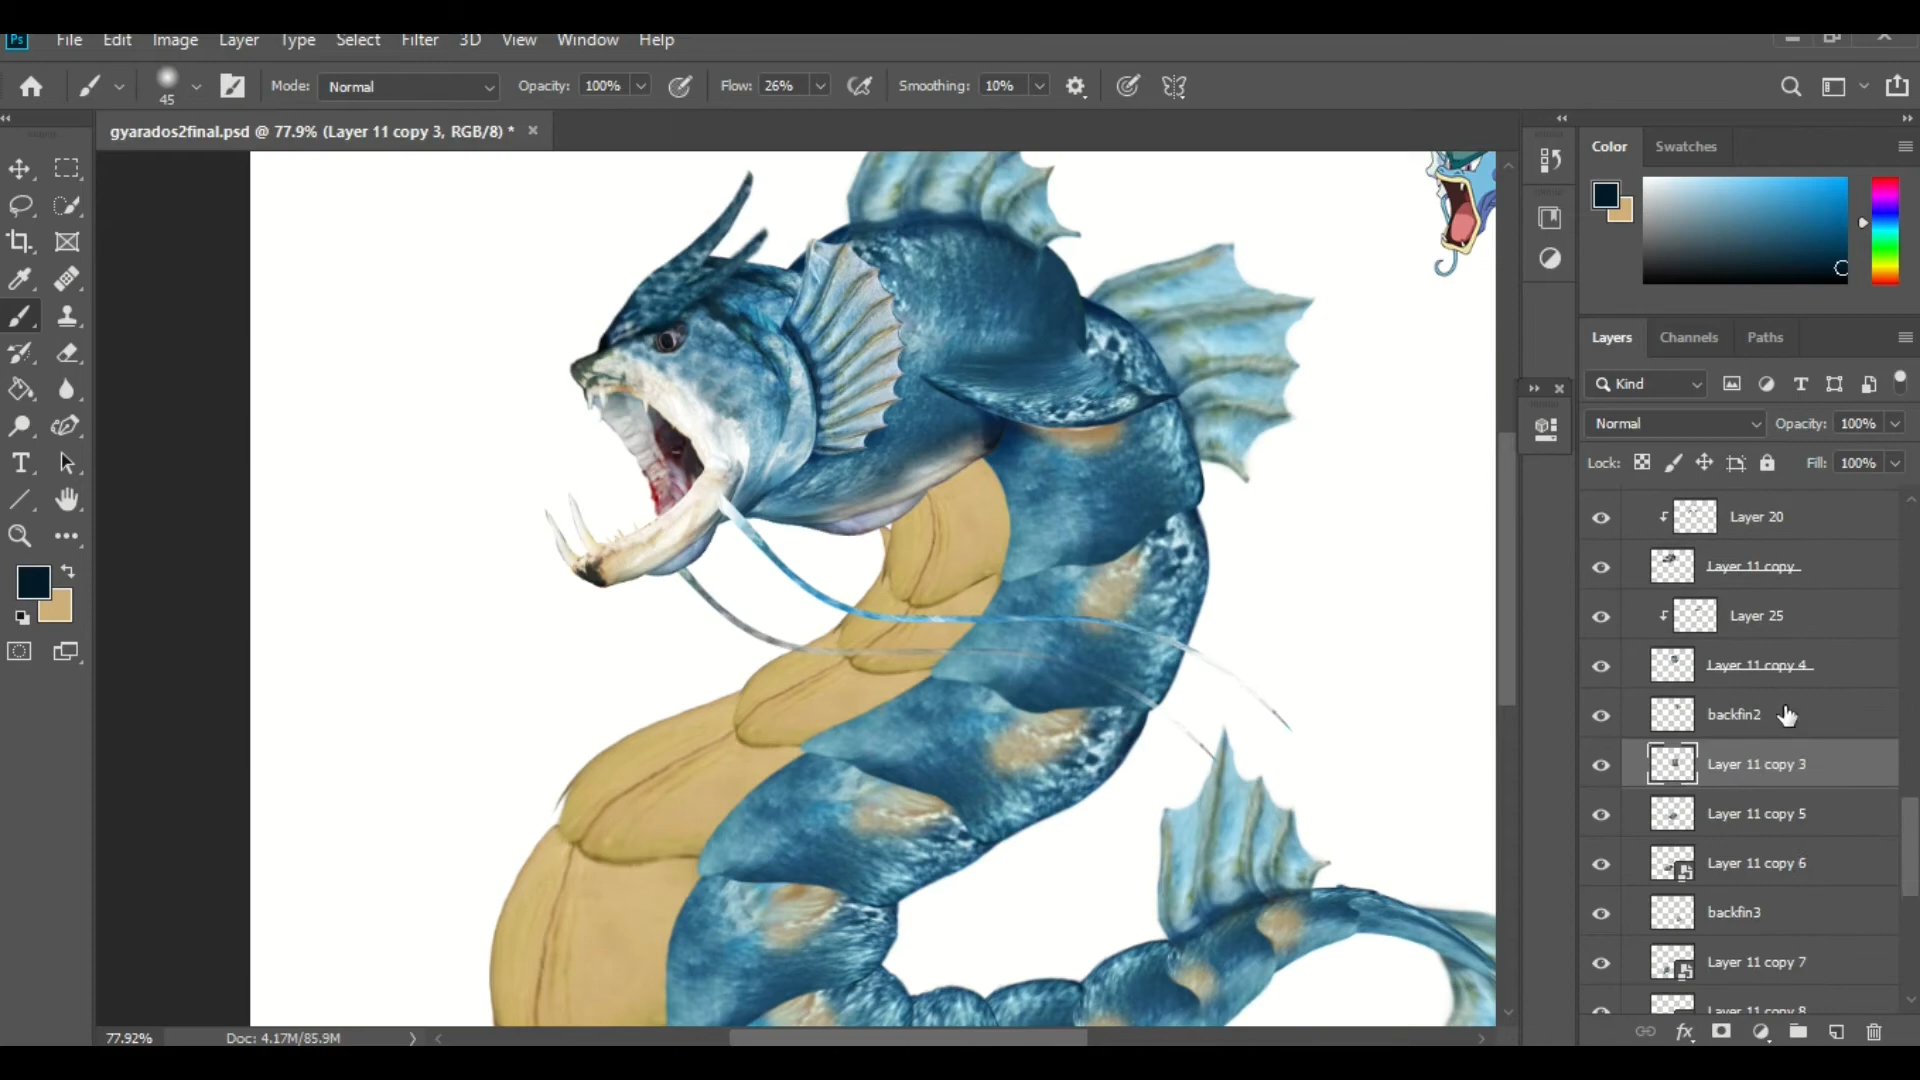 Ps File Edit Image Layer Type Select Filter 3D View Window Help
45 Mode: Normal Opacity: 100% Flow: 26% Smoothing: 10%
gyarados2final.psd @ 77.9% (Layer 11 copy 3, RGB/8) *
Color Swatches
Layers Channels Paths
Kind
Normal Opacity: 100%
Lock: Fill: 100%
Layer 20
Layer 11 copy
Layer 25
Layer 11 copy 4
backfin2
Layer 11 copy 3
Layer 11 copy 5
Layer 11 copy 6
backfin3
Layer 11 copy 7
Layer 11 copy 8
77.92% Doc: 4.17M/85.9M